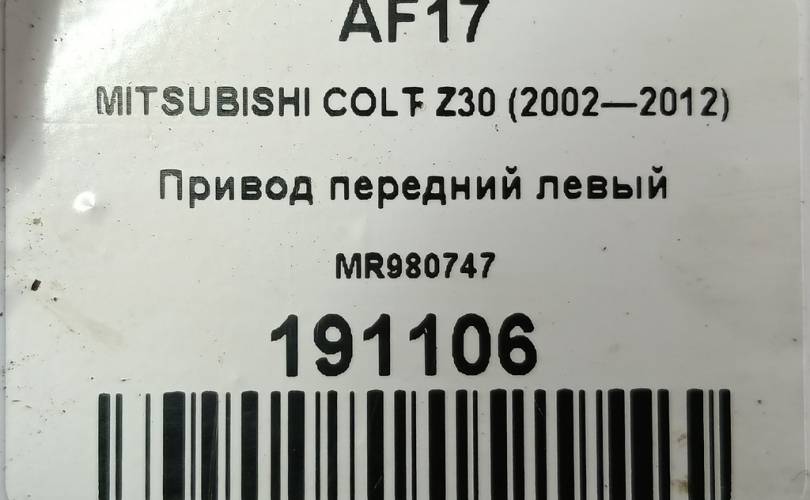 AF17
MITSUBISHI COLT Z30 (2002—2012)
Привод передний левый
MR980747
191106